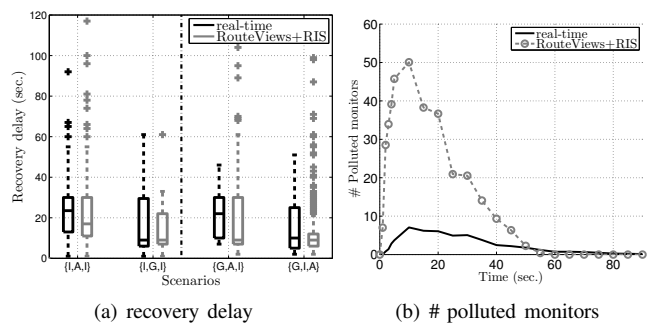 120
100
80
60
40
20
0
Recovery delay (sec.)
real-time
RouteViews+RIS
{I,A,I}
{I,G,I}
{G,A,I}
{G,I,A}
Scenarios
(a) recovery delay
60
50
40
30
20
10
0
# Polluted monitors
real-time
RouteViews+RIS
0
20
40
60
80
Time (sec.)
(b) # polluted monitors